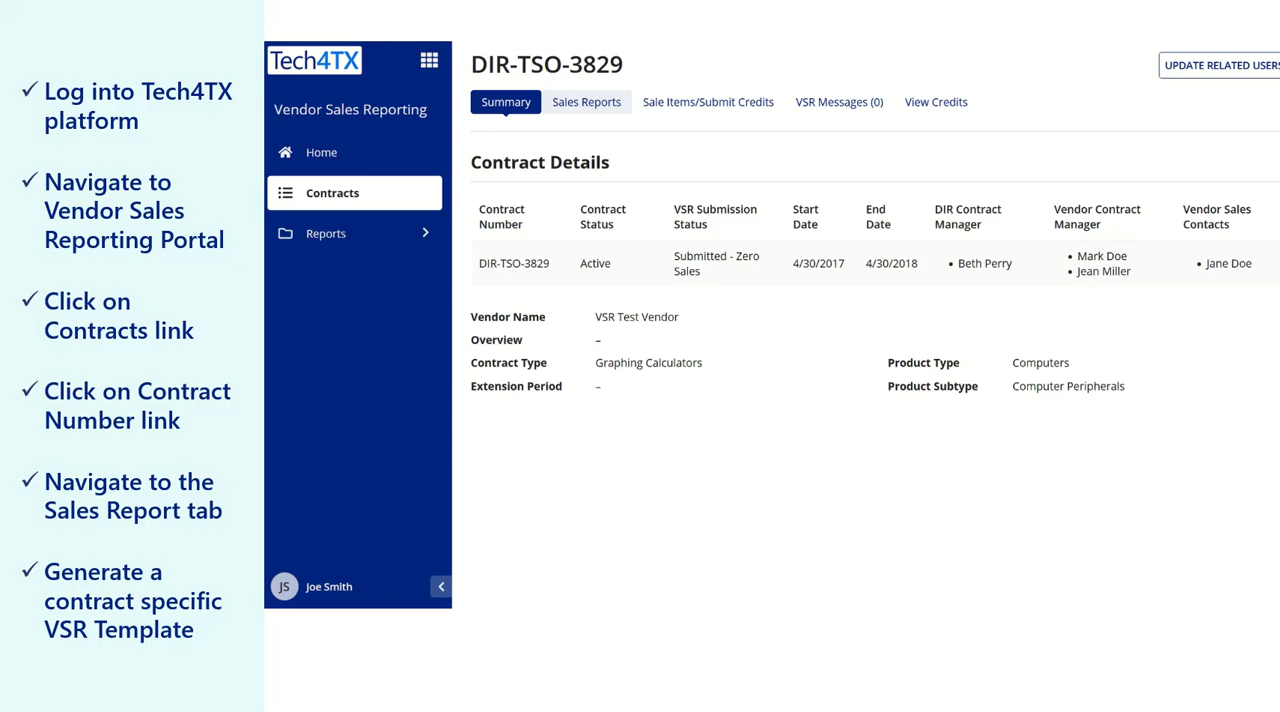 ✓ Log into Tech4TX
platform
✓ Navigate to
Vendor Sales
Reporting Portal
✓ Click on
Contracts link
✓ Click on Contract
Number link
✓ Navigate to the
Sales Report tab
✓ Generate a
contract specific
VSR Template
Tech4TX
Vendor Sales Reporting
Home
Contracts
Reports
JS Joe Smith
DIR-TSO-3829
UPDATE RELATED USERS
Summary Sales Reports Sale Items/Submit Credits VSR Messages (0) View Credits
Contract Details
Contract Number Contract Status VSR Submission Status Start Date End Date DIR Contract Manager Vendor Contract Manager Vendor Sales Contacts
DIR-TSO-3829 Active Submitted - Zero Sales 4/30/2017 4/30/2018 • Beth Perry • Mark Doe • Jean Miller • Jane Doe
Vendor Name VSR Test Vendor
Overview –
Contract Type Graphing Calculators Product Type Computers
Extension Period – Product Subtype Computer Peripherals